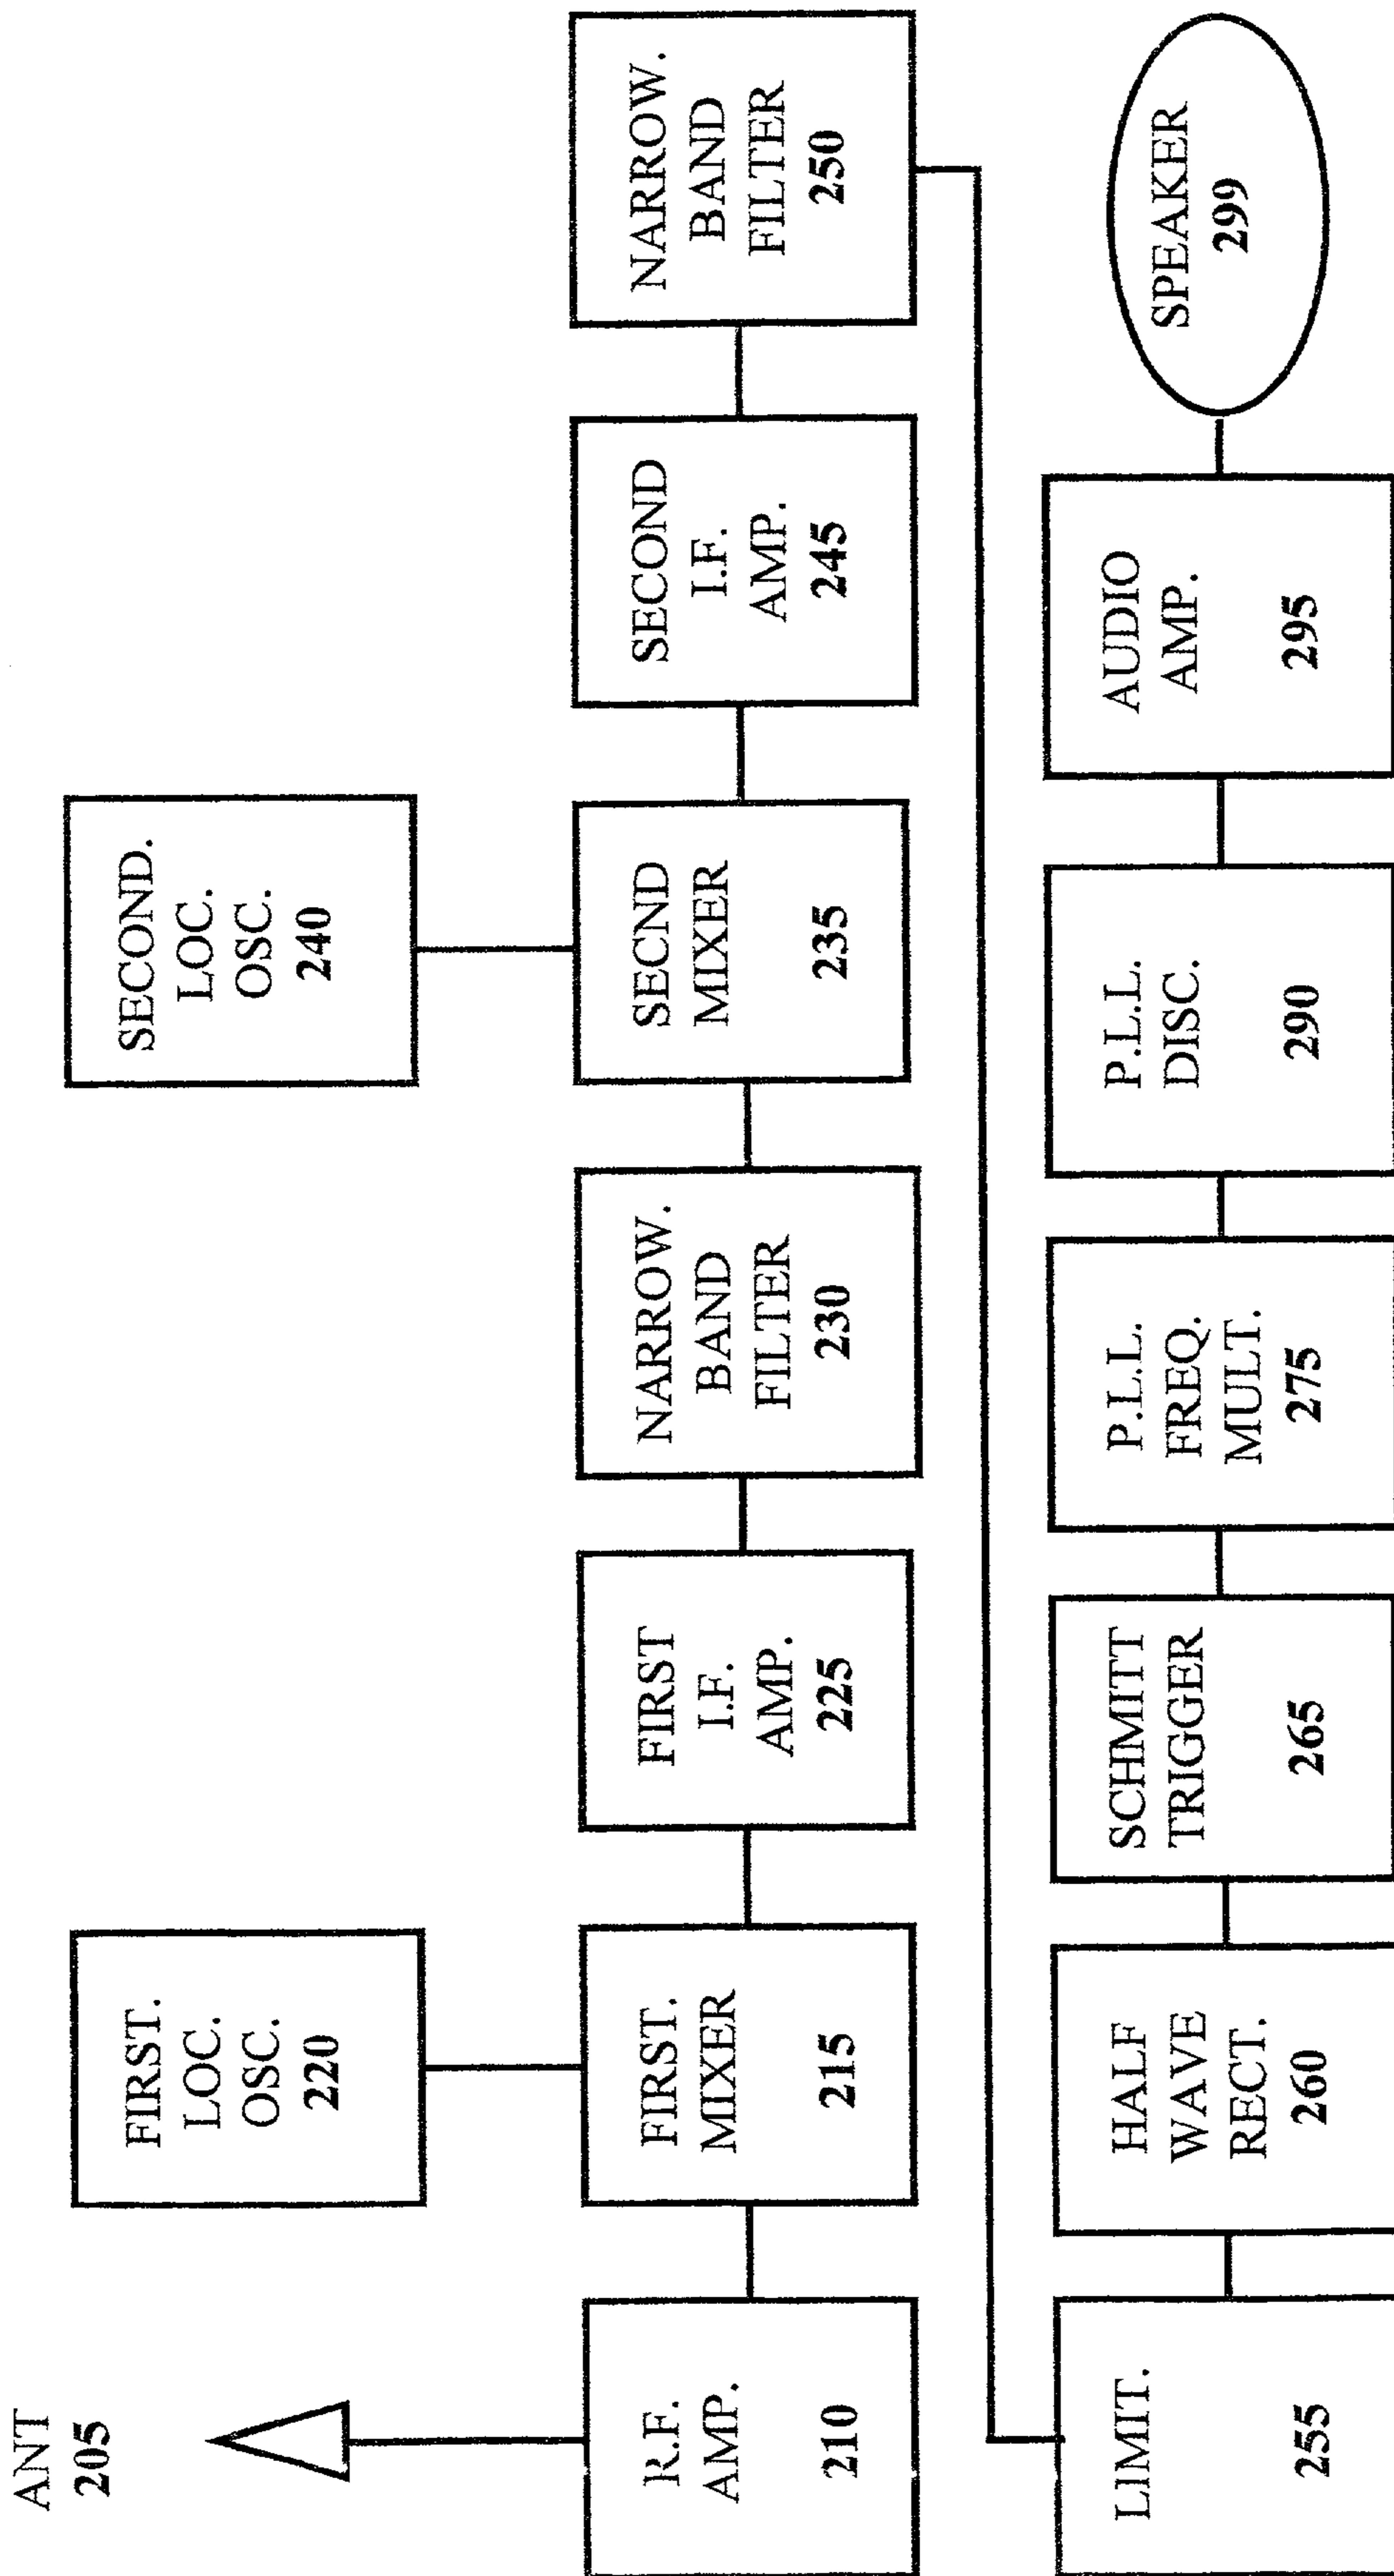 ANT
205
FIRST.
LOC.
OSC.
220
SECOND.
LOC.
OSC.
240
R.F.
AMP.
210
FIRST.
MIXER
215
FIRST
I.F.
AMP.
225
NARROW.
BAND
FILTER
230
SECND
MIXER
235
SECOND
I.F.
AMP.
245
NARROW.
BAND
FILTER
250
LIMIT.
255
HALF
WAVE
RECT.
260
SCHMITT
TRIGGER
265
P.L.L.
FREQ.
MULT.
275
P.L.L.
DISC.
290
AUDIO
AMP.
295
SPEAKER
299